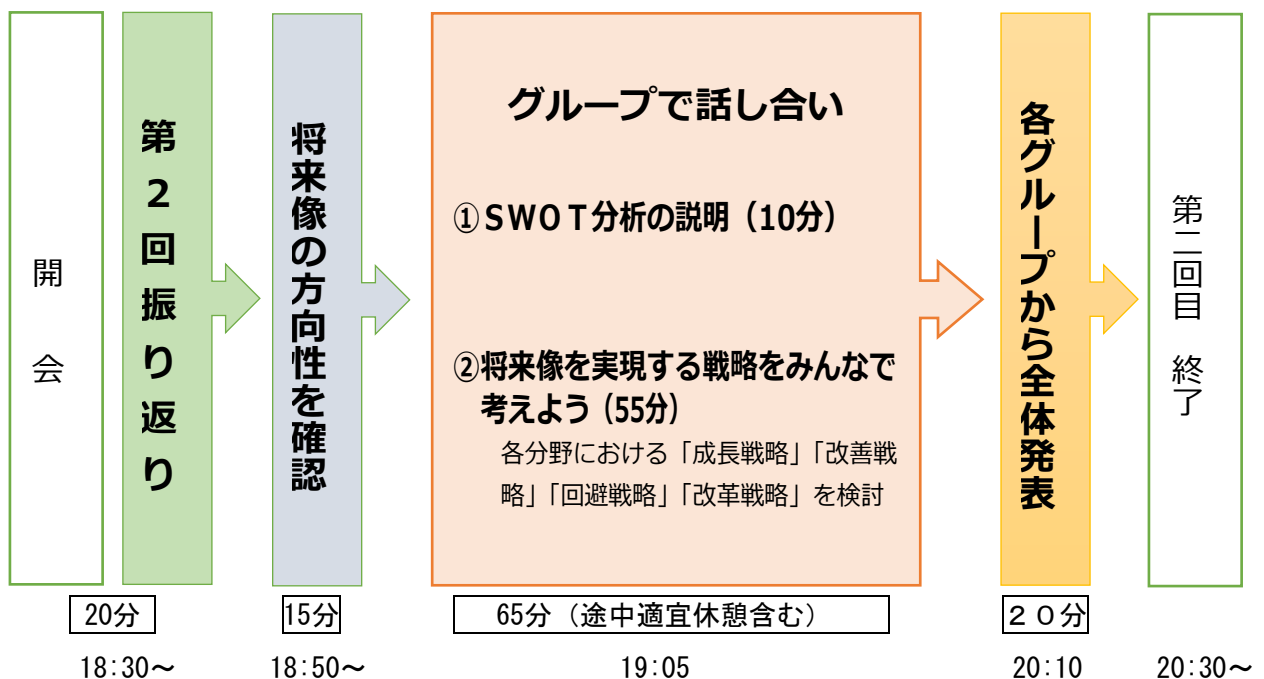 開　会
第２回振り返り
将来像の方向性を確認
グループで話し合い
①ＳＷＯＴ分析の説明（10分）
②将来像を実現する戦略をみんなで
考えよう（55分）
各分野における「成長戦略」「改善戦
略」「回避戦略」「改革戦略」を検討
各グループから全体発表
第二回目　終了
20分
15分
65分（途中適宜休憩含む）
２０分
18:30～
18:50～
19:05
20:10
20:30～